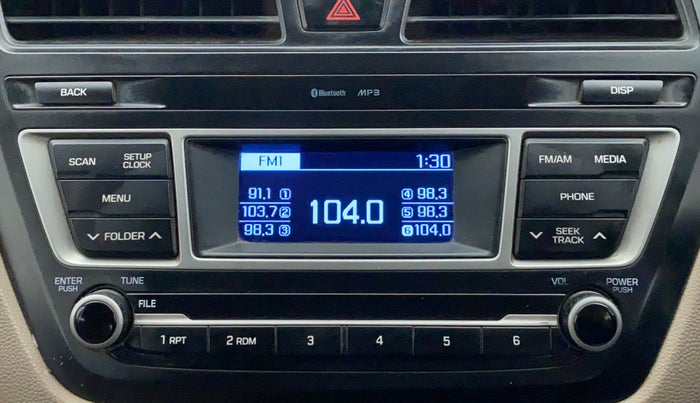 BACK
Bluetooth MP3
DISP
SCAN
SETUP
CLOCK
MENU
FOLDER
FM1 1:30
91.1 1
103.7 2
98.3 3
104.0
4 98.3
5 98.3
6 104.0
FM/AM MEDIA
PHONE
SEEK
TRACK
ENTER
PUSH
TUNE
FILE
VOL
POWER
PUSH
1 RPT 2 RDM 3 4 5 6